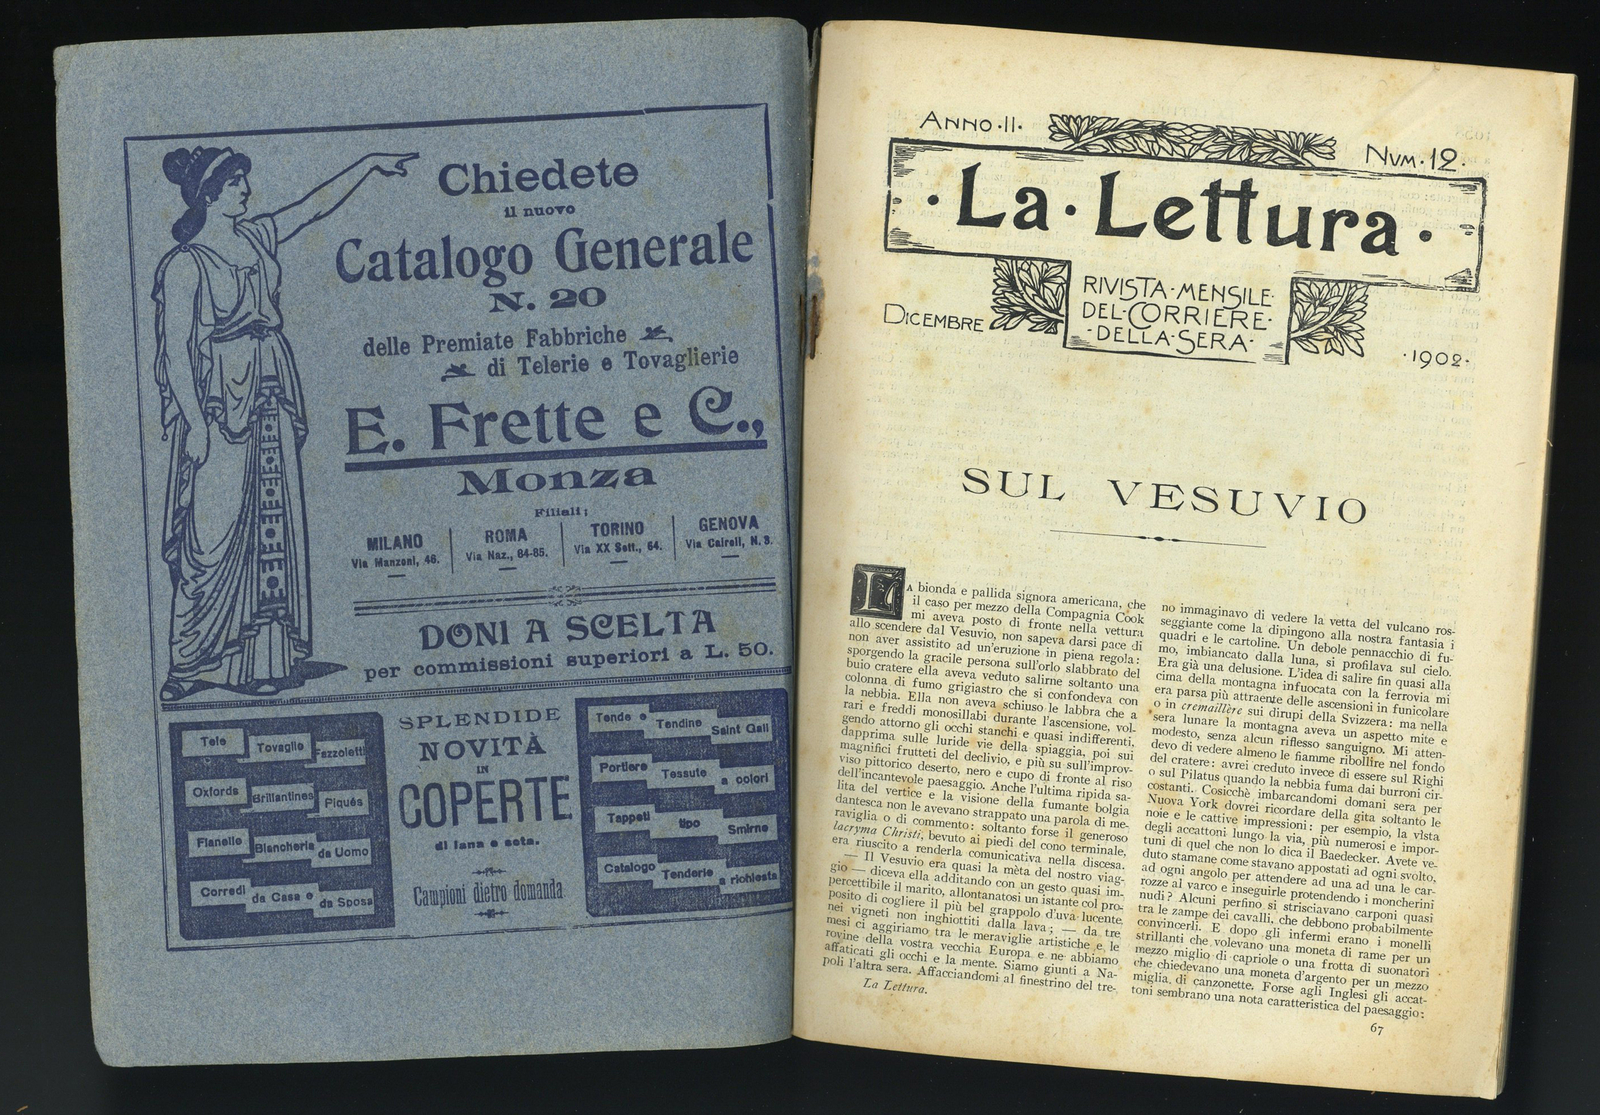 Chiedete
il nuovo
Catalogo Generale
N. 20
delle Premiate Fabbriche
di Telerie e Tovaglierie
E. Frette e C.,
Monza
Filiali:
MILANO
Via Manzoni, 46.
ROMA
Via Naz., 84-85.
TORINO
Via XX Sett., 64.
GENOVA
Via Cairoli, N. 3.
DONI A SCELTA
per commissioni superiori a L. 50.
Tele
Tovaglie
Fazzoletti
Oxfords
Brillantines
Piqués
Flanelle
Biancheria
da Uomo
Corredi
da Casa e
da Sposa
SPLENDIDE
NOVITÀ
IN
COPERTE
di lana e seta.
Campioni dietro domanda
Tende e
Tendine
Saint Gall
Portiere
Tessute
a colori
Tappeti
tipo
Smirne
Catalogo
Tenderie
a richiesta
ANNO·II·
NVM·12·
·La·Lettura·
RIVISTA·MENSILE·
DEL·CORRIERE·
·DELLA·SERA·
DICEMBRE
·1902·
SUL VESUVIO
LA bionda e pallida signora americana, che
il caso per mezzo della Compagnia Cook
mi aveva posto di fronte nella vettura
allo scendere dal Vesuvio, non sapeva darsi pace di
non aver assistito ad un'eruzione in piena regola:
sporgendo la gracile persona sull'orlo slabbrato del
buio cratere ella aveva veduto salirne soltanto una
colonna di fumo grigiastro che si confondeva con
la nebbia. Ella non aveva schiuso le labbra che a
rari e freddi monosillabi durante l'ascensione, vol-
gendo attorno gli occhi stanchi e quasi indifferenti,
dapprima sulle luride vie della spiaggia, poi sui
magnifici frutteti del declivio, e più su sull'improv-
viso pittorico deserto, nero e cupo di fronte al riso
dell'incantevole paesaggio. Anche l'ultima ripida sa-
lita del vertice e la visione della fumante bolgia
dantesca non le avevano strappato una parola di me-
raviglia o di commento: soltanto forse il generoso
lacryma Christi, bevuto ai piedi del cono terminale,
era riuscito a renderla comunicativa nella discesa.
— Il Vesuvio era quasi la mèta del nostro viag-
gio — diceva ella additando con un gesto quasi im-
percettibile il marito, allontanatosi un istante col pro-
posito di cogliere il più bel grappolo d'uva lucente
nei vigneti non inghiottiti dalla lava; — da tre
mesi ci aggiriamo tra le meraviglie artistiche e le
rovine della vostra vecchia Europa e ne abbiamo
affaticati gli occhi e la mente. Siamo giunti a Na-
poli l'altra sera. Affacciandomi al finestrino del tre-
La Lettura.
no immaginavo di vedere la vetta del vulcano ros-
seggiante come la dipingono alla nostra fantasia i
quadri e le cartoline. Un debole pennacchio di fu-
mo, imbiancato dalla luna, si profilava sul cielo.
Era già una delusione. L'idea di salire fin quasi alla
cima della montagna infuocata con la ferrovia mi
era parsa più attraente delle ascensioni in funicolare
o in cremaillère sui dirupi della Svizzera: ma nella
sera lunare la montagna aveva un aspetto mite e
modesto, senza alcun riflesso sanguigno. Mi atten-
devo di vedere almeno le fiamme ribollire nel fondo
del cratere: avrei creduto invece di essere sul Righi
o sul Pilatus quando la nebbia fuma dai burroni cir-
costanti. Cosicchè imbarcandomi domani sera per
Nuova York dovrei ricordare della gita soltanto le
noie e le cattive impressioni: per esempio, la vista
degli accattoni lungo la via, più numerosi e impor-
tuni di quel che non lo dica il Baedecker. Avete ve-
duto stamane come stavano appostati ad ogni svolto,
ad ogni angolo per attendere ad una ad una le car-
rozze al varco e inseguirle protendendo i moncherini
nudi? Alcuni perfino si strisciavano carponi quasi
tra le zampe dei cavalli, che debbono probabilmente
convincerli. E dopo gli infermi erano i monelli
strillanti che volevano una moneta di rame per un
mezzo miglio di capriole o una frotta di suonatori
che chiedevano una moneta d'argento per un mezzo
miglia di canzonette. Forse agli Inglesi gli accat-
toni sembrano una nota caratteristica del paesaggio:
67